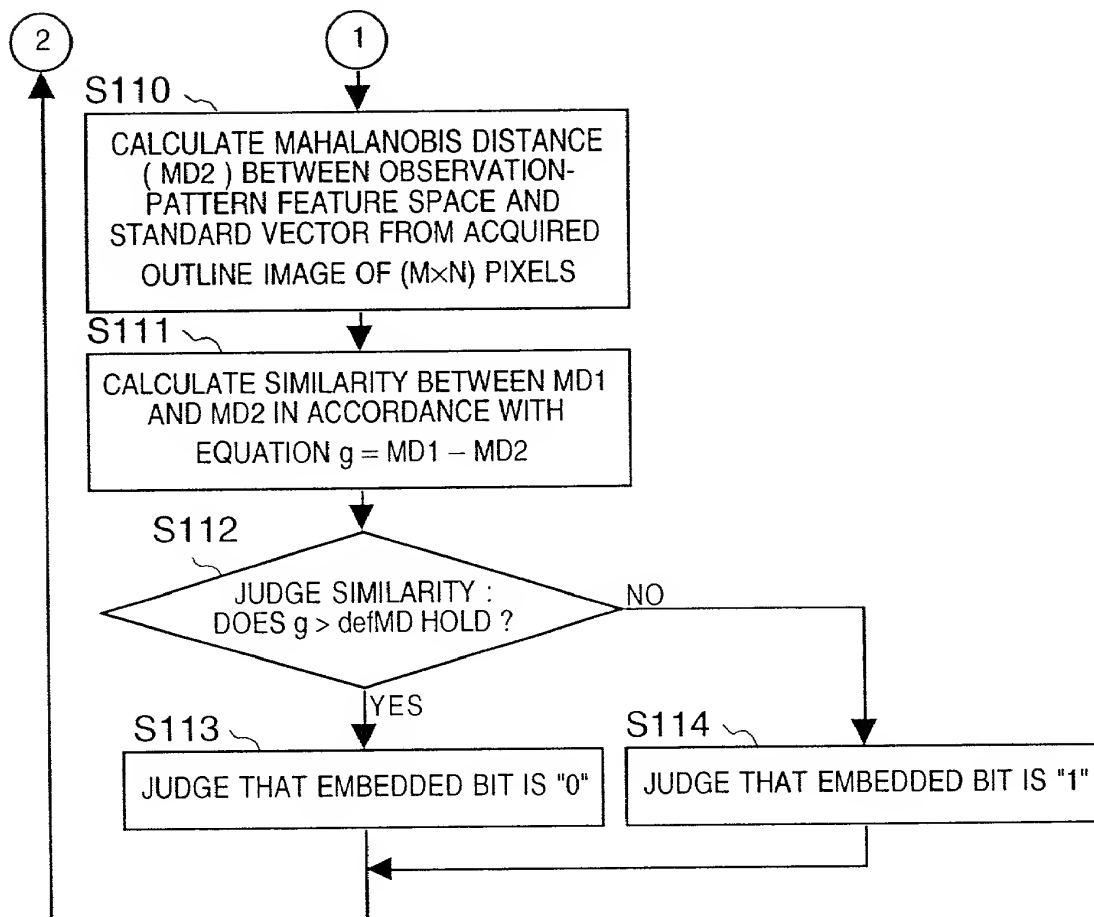 2
1
S110
CALCULATE MAHALANOBIS DISTANCE
( MD2 ) BETWEEN OBSERVATION-
PATTERN FEATURE SPACE AND
STANDARD VECTOR FROM ACQUIRED
OUTLINE IMAGE OF (M×N) PIXELS
S111
CALCULATE SIMILARITY BETWEEN MD1
AND MD2 IN ACCORDANCE WITH
EQUATION g = MD1 – MD2
S112
JUDGE SIMILARITY :
DOES g > defMD HOLD ?
NO
YES
S113
JUDGE THAT EMBEDDED BIT IS "0"
S114
JUDGE THAT EMBEDDED BIT IS "1"